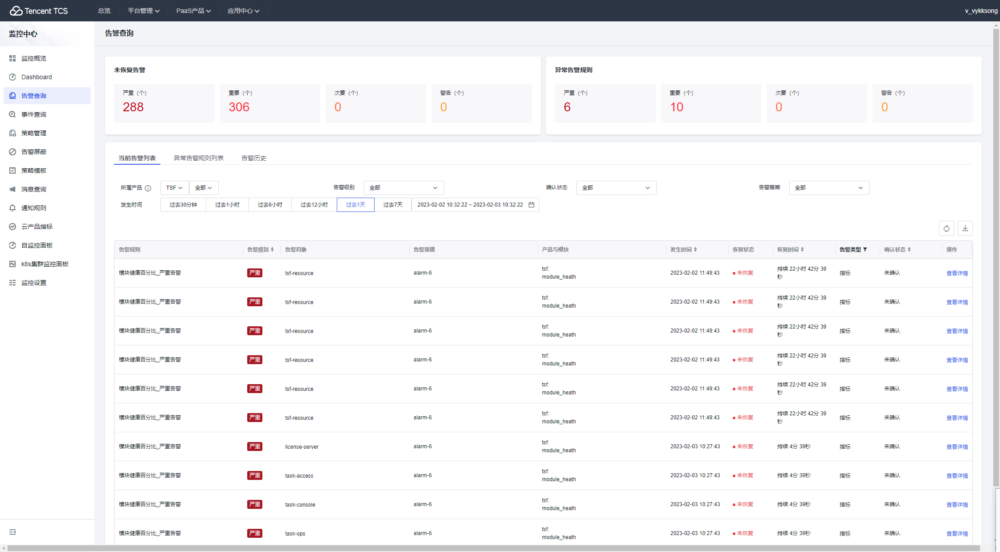 Tencent TCS 总览 平台管理 PaaS产品 应用中心 v_vykksong
监控中心
监控概览
Dashboard
告警查询
事件查询
策略管理
告警屏蔽
策略模板
消息查询
通知规则
云产品指标
自监控面板
k8s集群监控面板
监控设置
告警查询
未恢复告警
严重（个） 重要（个） 次要（个） 警告（个）
288 306 0 0
异常告警规则
严重（个） 重要（个） 次要（个） 警告（个）
6 10 0 0
当前告警列表 异常告警规则列表 告警历史
所属产品 TSF 全部 告警级别 全部 确认状态 全部 告警策略 全部
发生时间 过去30分钟 过去1小时 过去6小时 过去12小时 过去1天 过去7天 2023-02-02 10:32:22 ~ 2023-02-03 10:32:22
告警规则 告警级别 告警对象 告警策略 产品与模块 发生时间 恢复状态 恢复时间 告警类型 确认状态 操作
模块健康百分比_严重告警 严重 tsf-resource alarm-6 tsf: module_heath 2023-02-02 11:49:43 未恢复 持续 22小时 42分 39秒 指标 未确认 查看详情
模块健康百分比_严重告警 严重 tsf-resource alarm-6 tsf: module_heath 2023-02-02 11:49:43 未恢复 持续 22小时 42分 39秒 指标 未确认 查看详情
模块健康百分比_严重告警 严重 tsf-resource alarm-6 tsf: module_heath 2023-02-02 11:49:43 未恢复 持续 22小时 42分 39秒 指标 未确认 查看详情
模块健康百分比_严重告警 严重 tsf-resource alarm-6 tsf: module_heath 2023-02-02 11:49:43 未恢复 持续 22小时 42分 39秒 指标 未确认 查看详情
模块健康百分比_严重告警 严重 tsf-resource alarm-6 tsf: module_heath 2023-02-02 11:49:43 未恢复 持续 22小时 42分 39秒 指标 未确认 查看详情
模块健康百分比_严重告警 严重 tsf-resource alarm-6 tsf: module_heath 2023-02-02 11:49:43 未恢复 持续 22小时 42分 39秒 指标 未确认 查看详情
模块健康百分比_严重告警 严重 license-server alarm-6 tsf: module_heath 2023-02-03 10:27:43 未恢复 持续 4分 39秒 指标 未确认 查看详情
模块健康百分比_严重告警 严重 task-access alarm-6 tsf: module_heath 2023-02-03 10:27:43 未恢复 持续 4分 39秒 指标 未确认 查看详情
模块健康百分比_严重告警 严重 task-console alarm-6 tsf: module_heath 2023-02-03 10:27:43 未恢复 持续 4分 39秒 指标 未确认 查看详情
模块健康百分比_严重告警 严重 task-ops alarm-6 tsf: module_heath 2023-02-03 10:27:43 未恢复 持续 4分 39秒 指标 未确认 查看详情